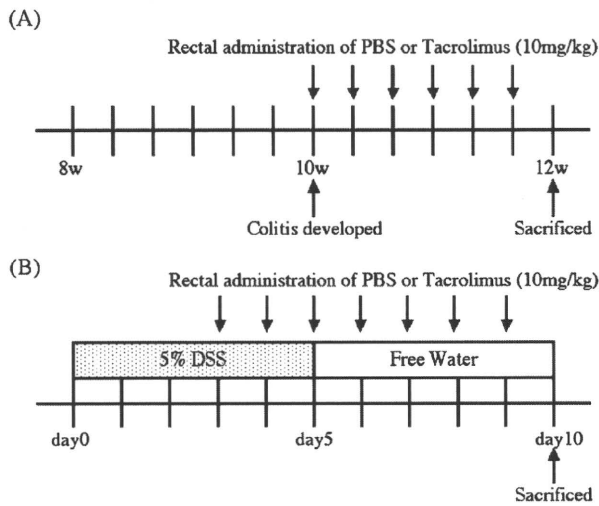 (A)
Rectal administration of PBS or Tacrolimus (10mg/kg)
8w 10w 12w
Colitis developed Sacrificed
(B)
Rectal administration of PBS or Tacrolimus (10mg/kg)
5% DSS Free Water
day0 day5 day10
Sacrificed